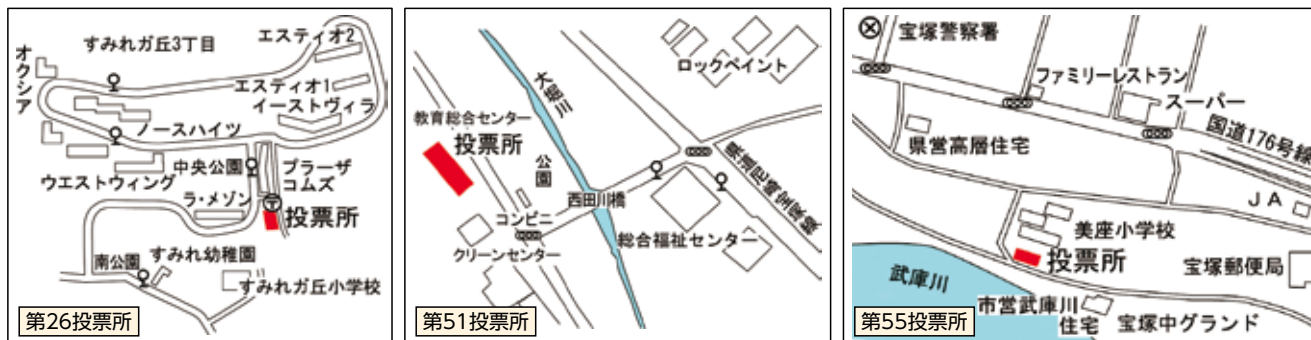 すみれガ丘3丁目
エスティオ2
オクシア
エスティオ1
イーストヴィラ
ノースハイツ
中央公園
プラーザ
コムズ
ウエストウィング
ラ・メゾン
投票所
南公園
すみれ幼稚園
すみれガ丘小学校
第26投票所
ロックペイント
大堀川
教育総合センター
投票所
公園
県道尼崎宝塚線
西田川橋
コンビニ
総合福祉センター
クリーンセンター
第51投票所
宝塚警察署
ファミリーレストラン
スーパー
国道176号線
県営高層住宅
JA
美座小学校
投票所
宝塚郵便局
武庫川
市営武庫川
住宅
宝塚中グランド
第55投票所